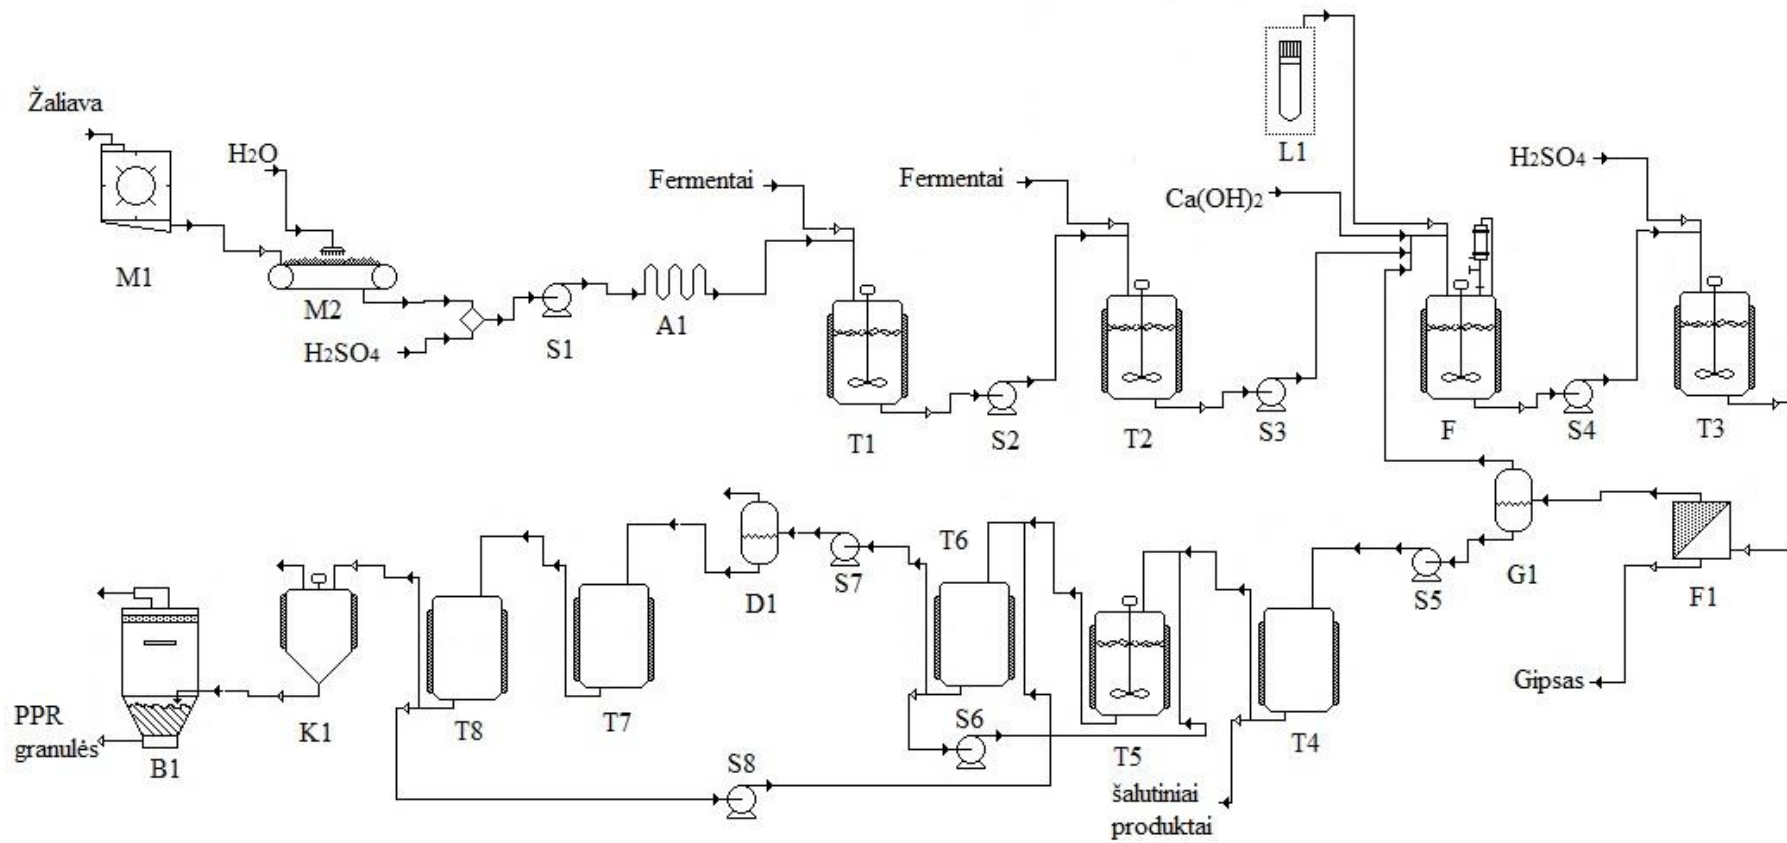 Žaliava
M1
H2O
M2
H2SO4
S1
A1
Fermentai
T1
S2
Fermentai
T2
S3
L1
Ca(OH)2
F
S4
H2SO4
T3
PPR
granulės
B1
K1
T8
T7
D1
S7
T6
S6
S8
T5
šalutiniai
produktai
T4
S5
G1
F1
Gipsas